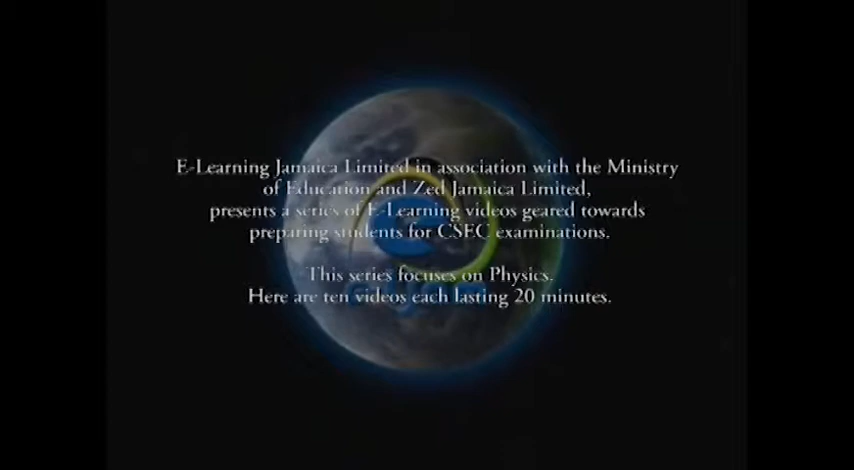 E-Learning Jamaica Limited in association with the Ministry
of Education and Zed Jamaica Limited,
presents a series of E-Learning videos geared towards
preparing students for CSEC examinations.
This series focuses on Physics.
Here are ten videos each lasting 20 minutes.